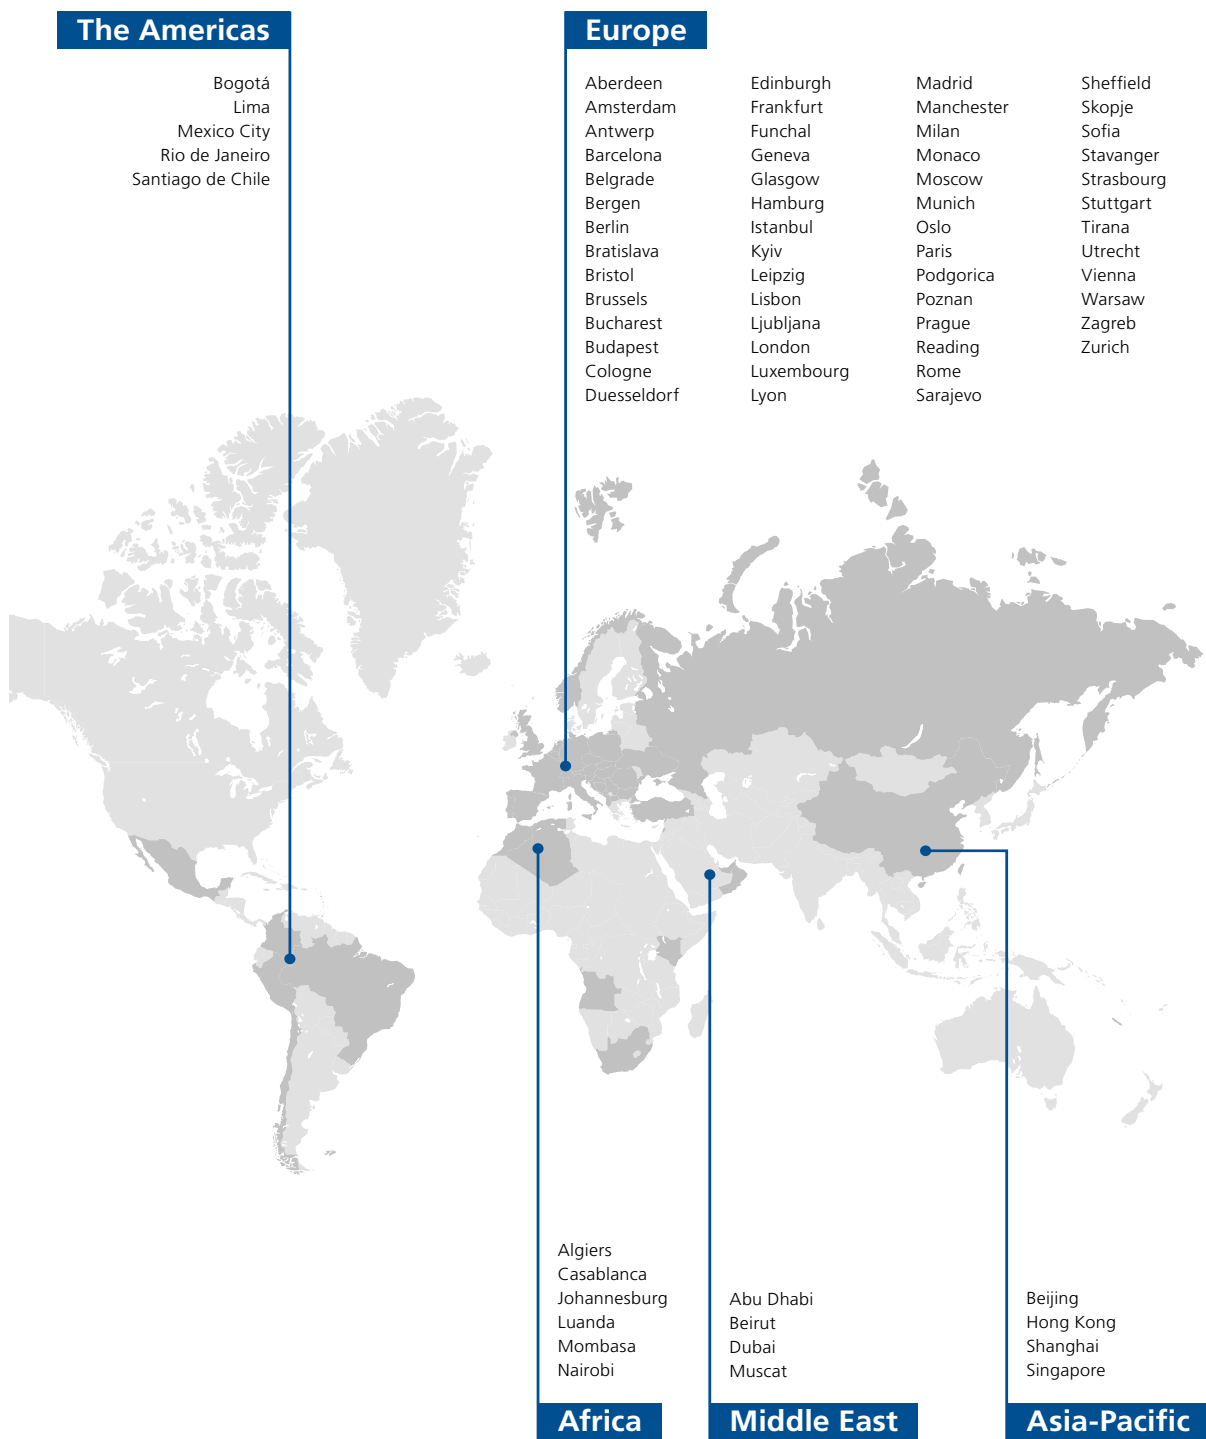 The Americas
Bogotá
Lima
Mexico City
Rio de Janeiro
Santiago de Chile
Europe
Aberdeen
Amsterdam
Antwerp
Barcelona
Belgrade
Bergen
Berlin
Bratislava
Bristol
Brussels
Bucharest
Budapest
Cologne
Duesseldorf
Edinburgh
Frankfurt
Funchal
Geneva
Glasgow
Hamburg
Istanbul
Kyiv
Leipzig
Lisbon
Ljubljana
London
Luxembourg
Lyon
Madrid
Manchester
Milan
Monaco
Moscow
Munich
Oslo
Paris
Podgorica
Poznan
Prague
Reading
Rome
Sarajevo
Sheffield
Skopje
Sofia
Stavanger
Strasbourg
Stuttgart
Tirana
Utrecht
Vienna
Warsaw
Zagreb
Zurich
Algiers
Casablanca
Johannesburg
Luanda
Mombasa
Nairobi
Africa
Abu Dhabi
Beirut
Dubai
Muscat
Middle East
Beijing
Hong Kong
Shanghai
Singapore
Asia-Pacific